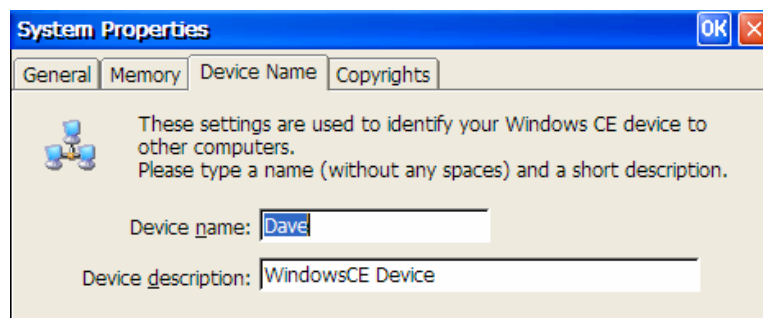 System Properties
OK
General Memory Device Name Copyrights
These settings are used to identify your Windows CE device to
other computers.
Please type a name (without any spaces) and a short description.
Device name: Dave
Device description: WindowsCE Device